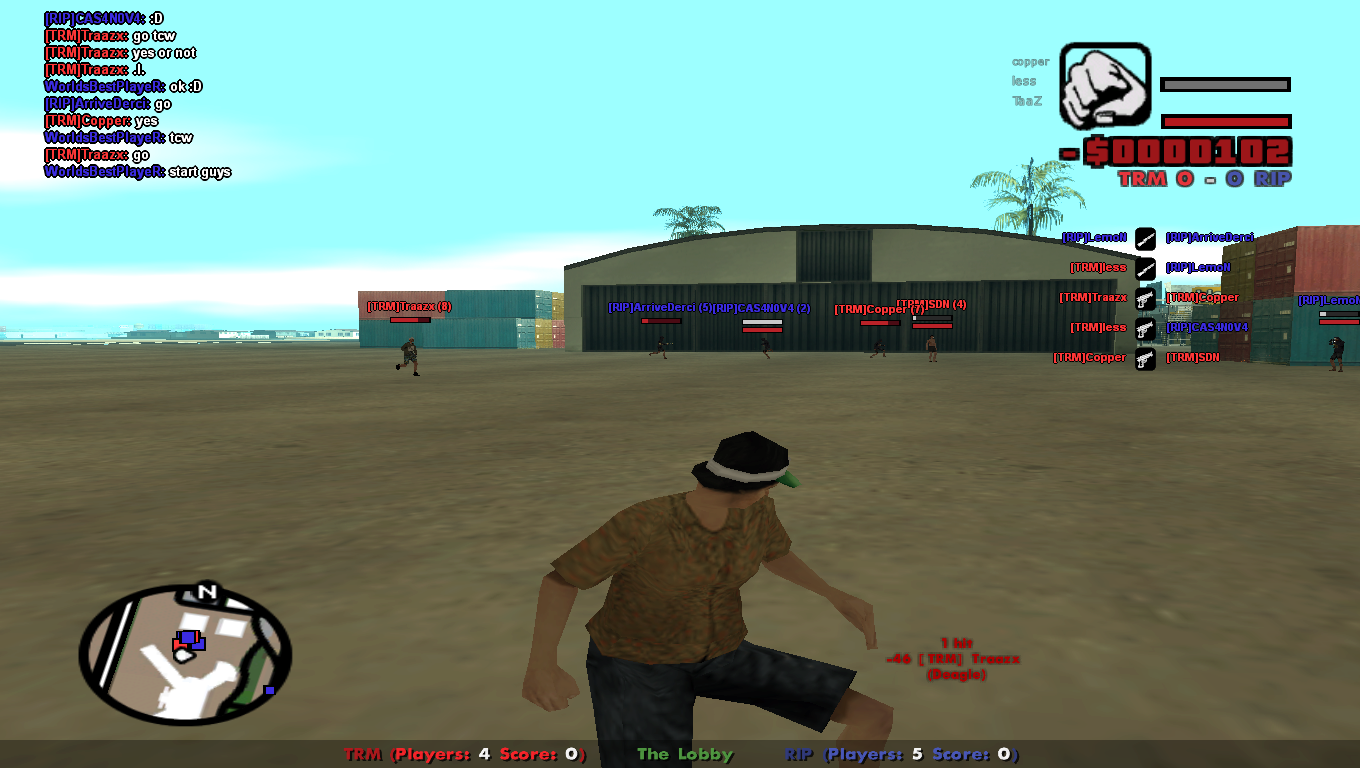 [RIP]CAS4N0V4: :D
[TRM]Traazx: go tcw
[TRM]Traazx: yes or not
[TRM]Traazx: .l.
WorldsBestPlayeR: ok :D
[RIP]ArriveDerci: go
[TRM]Copper: yes
WorldsBestPlayeR: tcw
[TRM]Traazx: go
WorldsBestPlayeR: start guys
copper
less
TaaZ
-$0000102
TRM 0 - 0 RIP
[RIP]LemoN [RIP]ArriveDerci
[TRM]less [RIP]LemoN
[TRM]Traazx [TRM]Copper
[TRM]less [RIP]CAS4N0V4
[TRM]Copper [TRM]SDN
[TRM]Traazx (8)
[RIP]ArriveDerci (5)
[RIP]CAS4N0V4 (2)
[TRM]Copper (7)
[TRM]SDN (4)
[RIP]LemoN
N
1 hit
-46 [TRM] Traazx
(Deagle)
TRM (Players: 4 Score: 0) The Lobby RIP (Players: 5 Score: 0)